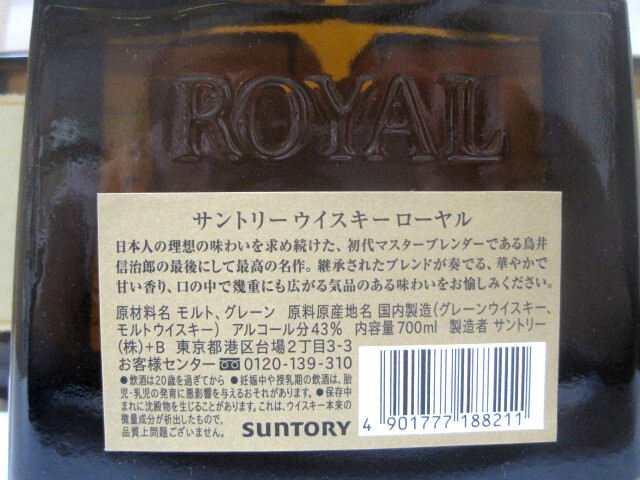 ROYAL
サントリー ウイスキー ローヤル
日本人の理想の味わいを求め続けた、初代マスターブレンダーである鳥井
信治郎の最後にして最高の名作。継承されたブレンドが奏でる、華やかで
甘い香り、口の中で幾重にも広がる気品のある味わいをお愉しみください。
原材料名 モルト、グレーン 原料原産地名 国内製造(グレーンウイスキー、
モルトウイスキー) アルコール分43% 内容量700ml 製造者 サントリー
(株)+B 東京都港区台場2丁目3-3
お客様センター 0120-139-310
●飲酒は20歳を過ぎてから ●妊娠中や授乳期の飲酒は、胎
児・乳児の発育に悪影響を与えるおそれがあります。 ●保存中
まれに沈殿物を生じることがあります。これは、ウイスキー本来の
微量成分が析出したもので、
品質上問題ございません。
SUNTORY
4 901777 188211